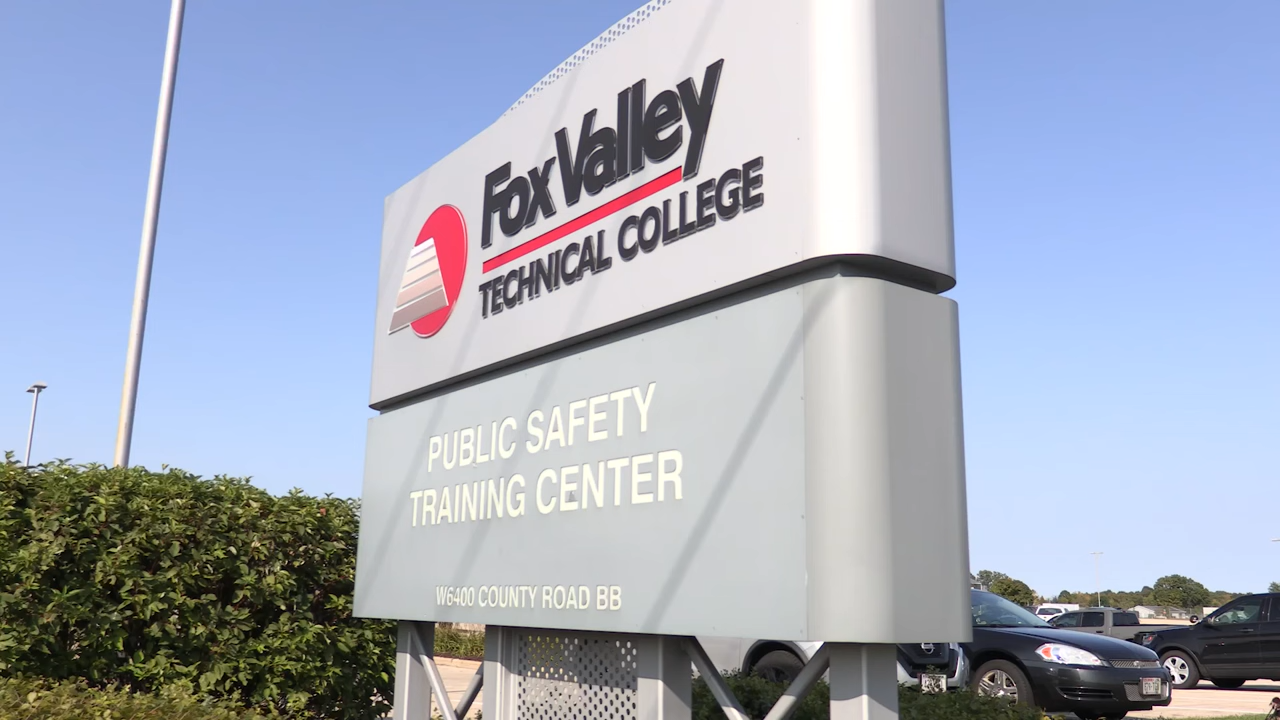 Fox Valley
TECHNICAL COLLEGE
PUBLIC SAFETY
TRAINING CENTER
W6400 COUNTY ROAD BB